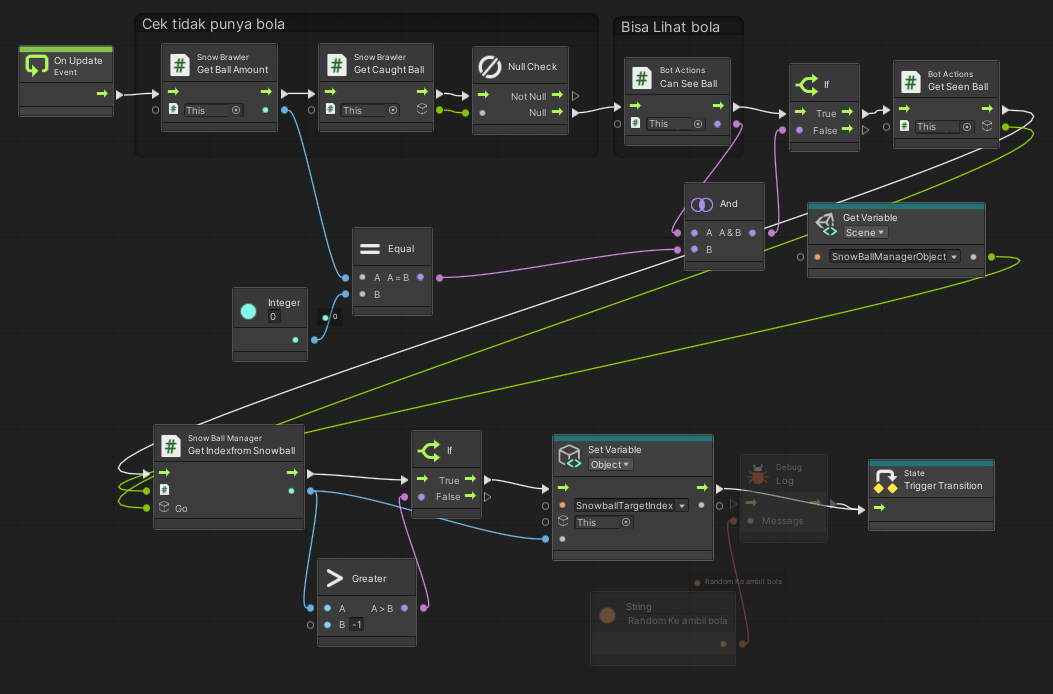 Cek tidak punya bola
Bisa Lihat bola
On Update
Event
Snow Brawler
Get Ball Amount
This
Snow Brawler
Get Caught Ball
This
Null Check
Not Null
Null
Bot Actions
Can See Ball
This
If
True
False
Bot Actions
Get Seen Ball
This
And
A A & B
B
Get Variable
Scene
SnowBallManagerObject
Equal
A A = B
B
Integer
0
0
Snow Ball Manager
Get Indexfrom Snowball
Go
If
True
False
Set Variable
Object
SnowballTargetIndex
This
Debug
Log
Message
State
Trigger Transition
Greater
A A > B
B -1
Random Ke ambil bola
String
Random Ke ambil bola